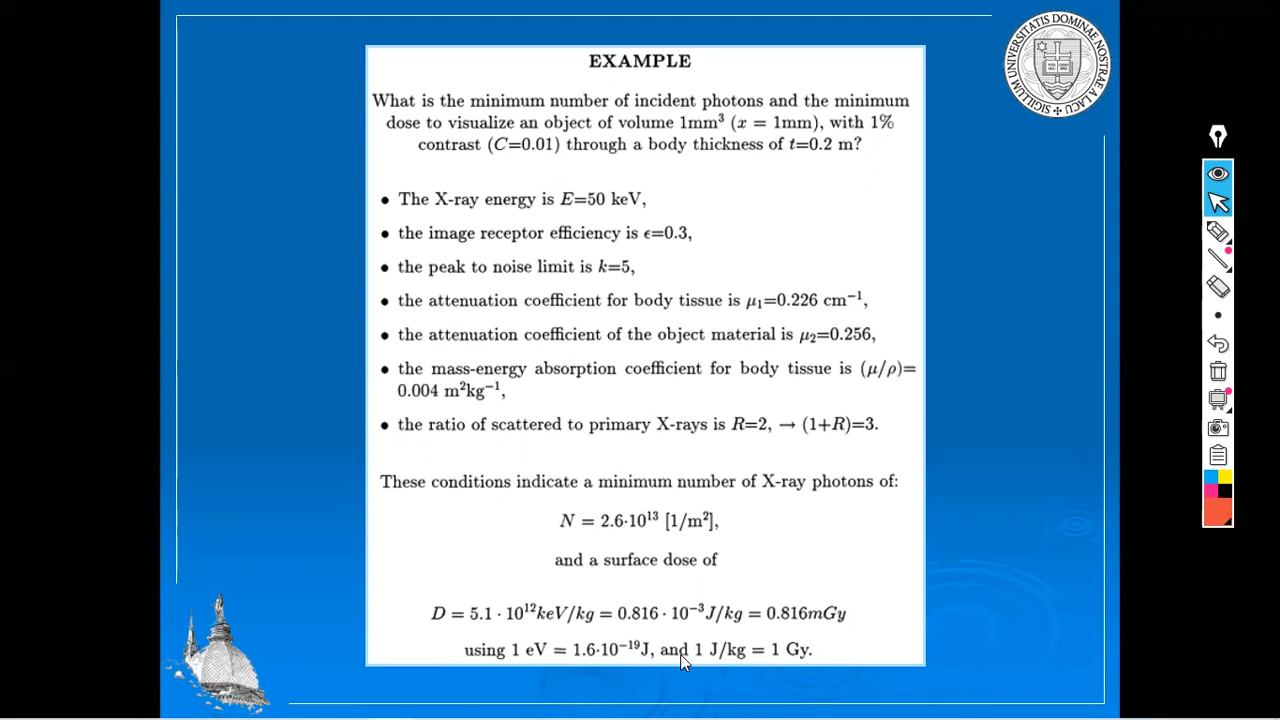 EXAMPLE
What is the minimum number of incident photons and the minimum
dose to visualize an object of volume 1mm³ (x = 1mm), with 1%
contrast (C=0.01) through a body thickness of t=0.2 m?
• The X-ray energy is E=50 keV,
• the image receptor efficiency is ϵ=0.3,
• the peak to noise limit is k=5,
• the attenuation coefficient for body tissue is μ₁=0.226 cm⁻¹,
• the attenuation coefficient of the object material is μ₂=0.256,
• the mass-energy absorption coefficient for body tissue is (μ/ρ)=
0.004 m²kg⁻¹,
• the ratio of scattered to primary X-rays is R=2, → (1+R)=3.
These conditions indicate a minimum number of X-ray photons of:
N = 2.6·10¹³ [1/m²],
and a surface dose of
D = 5.1 · 10¹²keV/kg = 0.816 · 10⁻³J/kg = 0.816mGy
using 1 eV = 1.6·10⁻¹⁹J, and 1 J/kg = 1 Gy.
SIGILLUM UNIVERSITATIS DOMINAE NOSTRAE A LACU